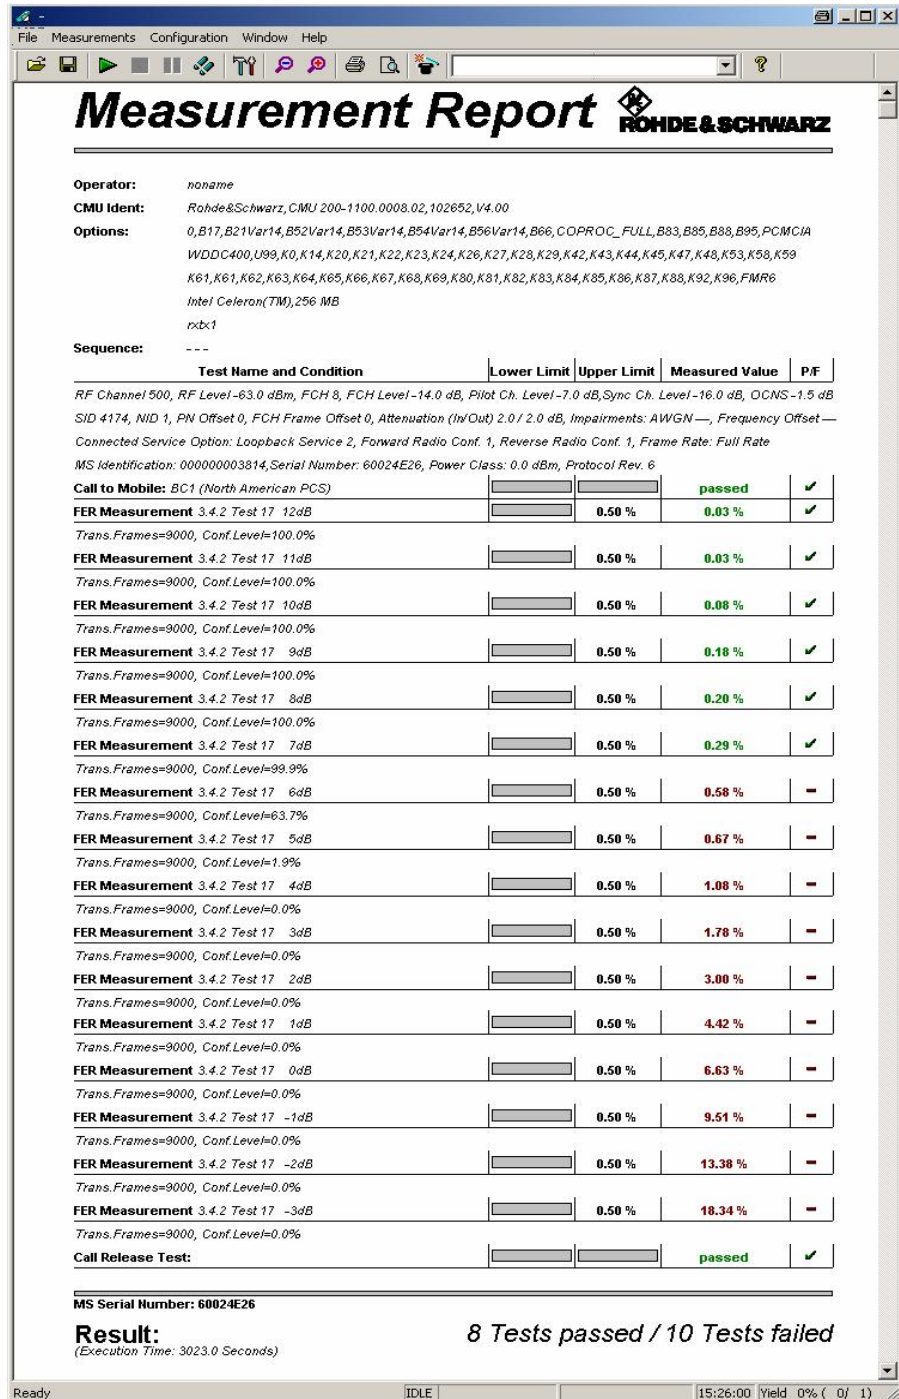 -
File Measurements Configuration Window Help
Measurement Report ROHDE&SCHWARZ
Operator: noname
CMU Ident: Rohde&Schwarz,CMU 200-1100.0008.02,102652,V4.00
Options: 0,B17,B21Var14,B52Var14,B53Var14,B54Var14,B56Var14,B66,COPROC_FULL,B83,B85,B88,B95,PCMCIA
WDDC400,U99,K0,K14,K20,K21,K22,K23,K24,K26,K27,K28,K29,K42,K43,K44,K45,K47,K48,K53,K58,K59
K61,K61,K62,K63,K64,K65,K66,K67,K68,K69,K80,K81,K82,K83,K84,K85,K86,K87,K88,K92,K96,FMR6
Intel Celeron(TM),256 MB
rxtx1
Sequence: ---
Test Name and Condition Lower Limit Upper Limit Measured Value P/F
RF Channel 500, RF Level -63.0 dBm, FCH 8, FCH Level -14.0 dB, Pilot Ch. Level -7.0 dB,Sync Ch. Level -16.0 dB, OCNS -1.5 dB
SID 4174, NID 1, PN Offset 0, FCH Frame Offset 0, Attenuation (In/Out) 2.0 / 2.0 dB, Impairments: AWGN —, Frequency Offset —
Connected Service Option: Loopback Service 2, Forward Radio Conf. 1, Reverse Radio Conf. 1, Frame Rate: Full Rate
MS Identification: 000000003814,Serial Number: 60024E26, Power Class: 0.0 dBm, Protocol Rev. 6
Call to Mobile: BC1 (North American PCS) passed ✔
FER Measurement 3.4.2 Test 17 12dB 0.50 % 0.03 % ✔
Trans.Frames=9000, Conf.Level=100.0%
FER Measurement 3.4.2 Test 17 11dB 0.50 % 0.03 % ✔
Trans.Frames=9000, Conf.Level=100.0%
FER Measurement 3.4.2 Test 17 10dB 0.50 % 0.08 % ✔
Trans.Frames=9000, Conf.Level=100.0%
FER Measurement 3.4.2 Test 17 9dB 0.50 % 0.18 % ✔
Trans.Frames=9000, Conf.Level=100.0%
FER Measurement 3.4.2 Test 17 8dB 0.50 % 0.20 % ✔
Trans.Frames=9000, Conf.Level=100.0%
FER Measurement 3.4.2 Test 17 7dB 0.50 % 0.29 % ✔
Trans.Frames=9000, Conf.Level=99.9%
FER Measurement 3.4.2 Test 17 6dB 0.50 % 0.58 % -
Trans.Frames=9000, Conf.Level=63.7%
FER Measurement 3.4.2 Test 17 5dB 0.50 % 0.67 % -
Trans.Frames=9000, Conf.Level=1.9%
FER Measurement 3.4.2 Test 17 4dB 0.50 % 1.08 % -
Trans.Frames=9000, Conf.Level=0.0%
FER Measurement 3.4.2 Test 17 3dB 0.50 % 1.78 % -
Trans.Frames=9000, Conf.Level=0.0%
FER Measurement 3.4.2 Test 17 2dB 0.50 % 3.00 % -
Trans.Frames=9000, Conf.Level=0.0%
FER Measurement 3.4.2 Test 17 1dB 0.50 % 4.42 % -
Trans.Frames=9000, Conf.Level=0.0%
FER Measurement 3.4.2 Test 17 0dB 0.50 % 6.63 % -
Trans.Frames=9000, Conf.Level=0.0%
FER Measurement 3.4.2 Test 17 -1dB 0.50 % 9.51 % -
Trans.Frames=9000, Conf.Level=0.0%
FER Measurement 3.4.2 Test 17 -2dB 0.50 % 13.38 % -
Trans.Frames=9000, Conf.Level=0.0%
FER Measurement 3.4.2 Test 17 -3dB 0.50 % 18.34 % -
Trans.Frames=9000, Conf.Level=0.0%
Call Release Test: passed ✔
MS Serial Number: 60024E26
Result: 8 Tests passed / 10 Tests failed
(Execution Time: 3023.0 Seconds)
Ready IDLE 15:26:00 Yield 0% ( 0/ 1)